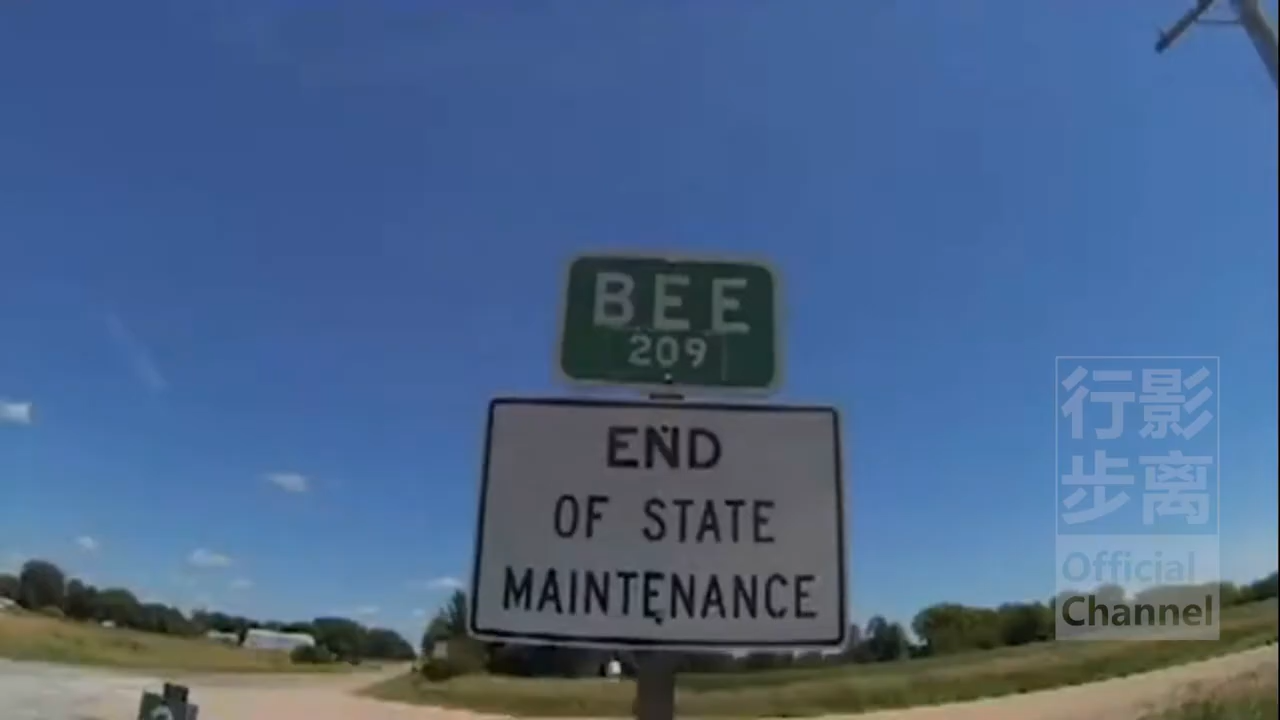 BEE
209
END
OF STATE
MAINTENANCE
行影
步离
Official
Channel